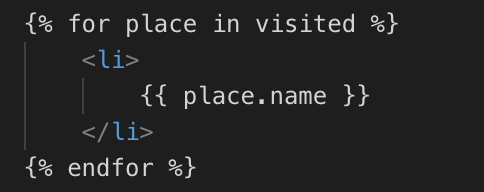 {% for place in visited %}
<li>
{{ place.name }}
</li>
{% endfor %}